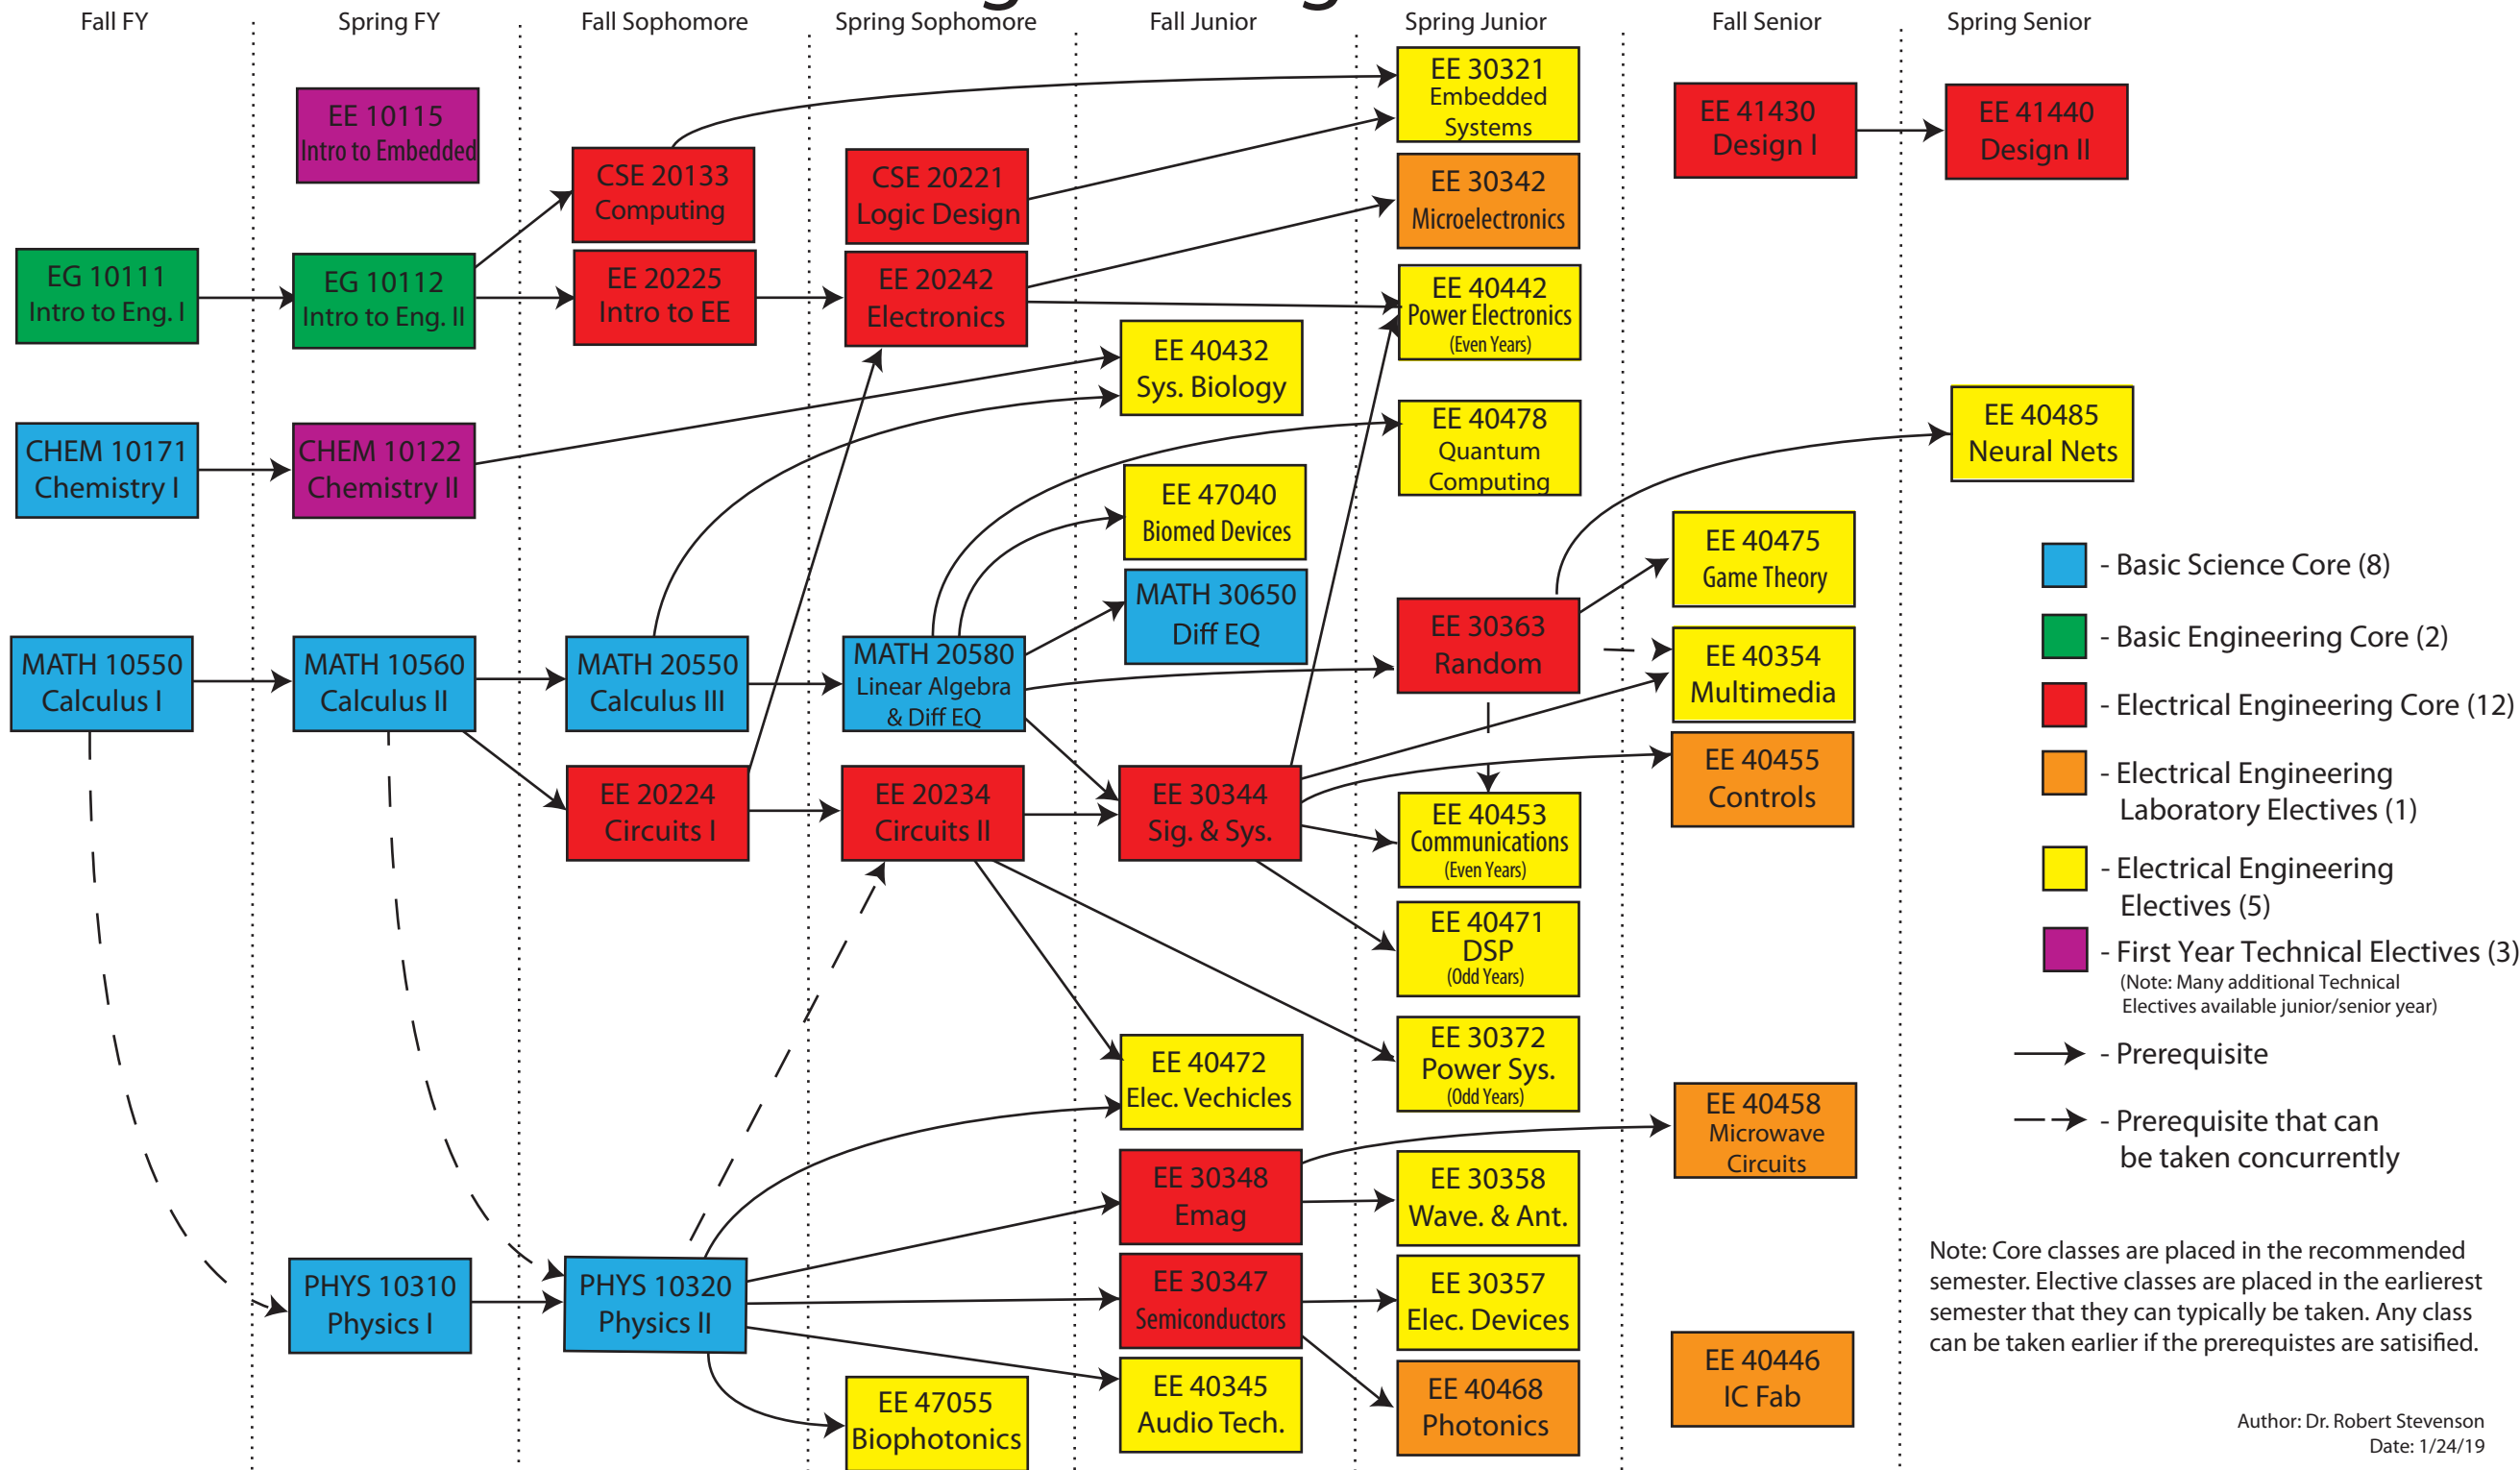 Fall FY
Spring FY
Fall Sophomore
Spring Sophomore
Fall Junior
Spring Junior
Fall Senior
Spring Senior
EE 10115
Intro to Embedded
EG 10111
Intro to Eng. I
EG 10112
Intro to Eng. II
CSE 20133
Computing
EE 20225
Intro to EE
CSE 20221
Logic Design
EE 20242
Electronics
EE 30321
Embedded
Systems
EE 30342
Microelectronics
EE 40442
Power Electronics
(Even Years)
EE 41430
Design I
EE 41440
Design II
CHEM 10171
Chemistry I
CHEM 10122
Chemistry II
EE 40432
Sys. Biology
EE 40478
Quantum
Computing
EE 40485
Neural Nets
EE 47040
Biomed Devices
MATH 30650
Diff EQ
EE 40475
Game Theory
MATH 10550
Calculus I
MATH 10560
Calculus II
MATH 20550
Calculus III
MATH 20580
Linear Algebra
& Diff EQ
EE 30363
Random
EE 40354
Multimedia
EE 20224
Circuits I
EE 20234
Circuits II
EE 30344
Sig. & Sys.
EE 40453
Communications
(Even Years)
EE 40455
Controls
EE 40471
DSP
(Odd Years)
EE 40472
Elec. Vechicles
EE 30372
Power Sys.
(Odd Years)
EE 40458
Microwave
Circuits
EE 30348
Emag
EE 30358
Wave. & Ant.
PHYS 10310
Physics I
PHYS 10320
Physics II
EE 30347
Semiconductors
EE 30357
Elec. Devices
EE 47055
Biophotonics
EE 40345
Audio Tech.
EE 40468
Photonics
EE 40446
IC Fab
- Basic Science Core (8)
- Basic Engineering Core (2)
- Electrical Engineering Core (12)
- Electrical Engineering
Laboratory Electives (1)
- Electrical Engineering
Electives (5)
- First Year Technical Electives (3)
(Note: Many additional Technical
Electives available junior/senior year)
- Prerequisite
- Prerequisite that can
be taken concurrently
Note: Core classes are placed in the recommended
semester. Elective classes are placed in the earlierest
semester that they can typically be taken. Any class
can be taken earlier if the prerequistes are satisified.
Author: Dr. Robert Stevenson
Date: 1/24/19